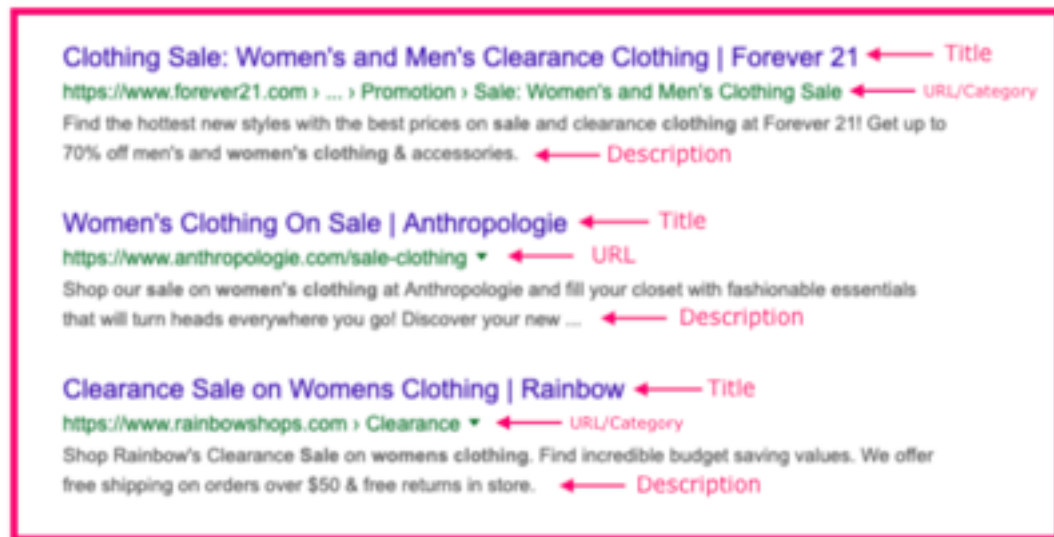 Clothing Sale: Women's and Men's Clearance Clothing | Forever 21 Title
https://www.forever21.com › ... › Promotion › Sale: Women's and Men's Clothing Sale URL/Category
Find the hottest new styles with the best prices on sale and clearance clothing at Forever 21! Get up to
70% off men's and women's clothing & accessories. Description
Women's Clothing On Sale | Anthropologie Title
https://www.anthropologie.com/sale-clothing URL
Shop our sale on women's clothing at Anthropologie and fill your closet with fashionable essentials
that will turn heads everywhere you go! Discover your new ... Description
Clearance Sale on Womens Clothing | Rainbow Title
https://www.rainbowshops.com › Clearance URL/Category
Shop Rainbow's Clearance Sale on womens clothing. Find incredible budget saving values. We offer
free shipping on orders over $50 & free returns in store. Description